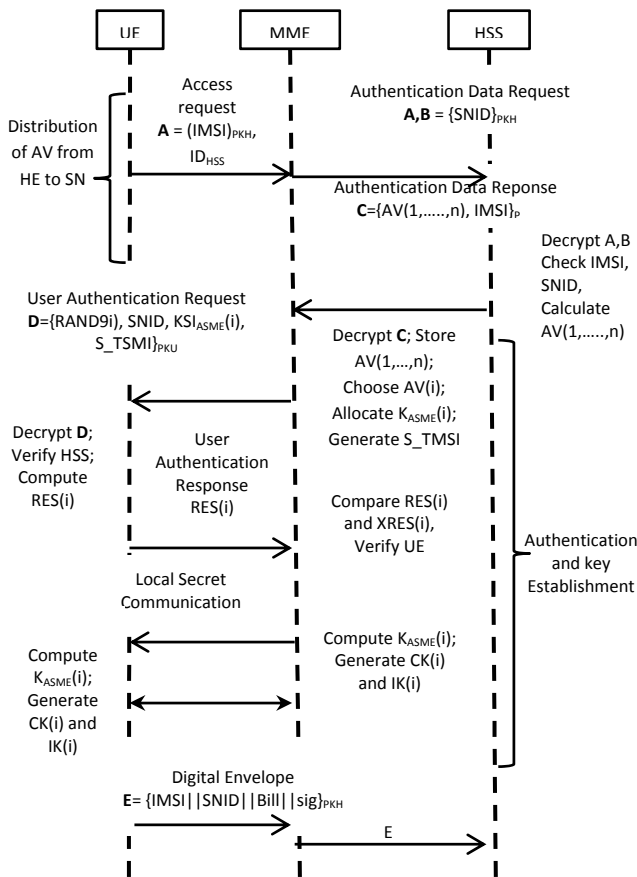 UE
MME
HSS
Access
request
A = (IMSI)PKH,
IDHSS
Authentication Data Request
A,B = {SNID}PKH
Distribution
of AV from
HE to SN
Authentication Data Reponse
C={AV(1,…..,n), IMSI}P
Decrypt A,B
Check IMSI,
SNID,
Calculate
AV(1,…..,n)
User Authentication Request
D={RAND9i), SNID, KSIASME(i),
S_TSMI}PKU
Decrypt C; Store
AV(1,…,n);
Choose AV(i);
Allocate KASME(i);
Generate S_TMSI
Decrypt D;
Verify HSS;
Compute
RES(i)
User
Authentication
Response
RES(i)
Compare RES(i)
and XRES(i),
Verify UE
Authentication
and key
Establishment
Local Secret
Communication
Compute
KASME(i);
Generate
CK(i) and
IK(i)
Compute KASME(i);
Generate CK(i)
and IK(i)
Digital Envelope
E= {IMSI||SNID||Bill||sig}PKH
E